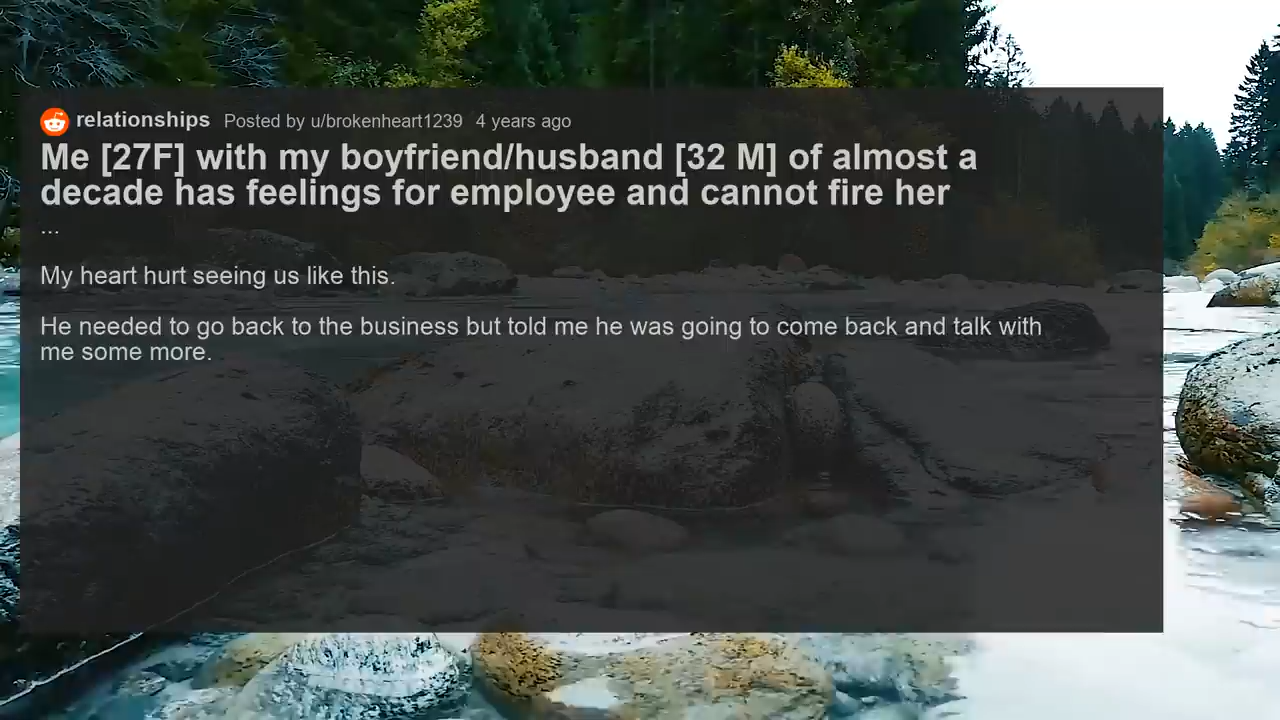 relationships Posted by u/brokenheart1239 4 years ago
Me [27F] with my boyfriend/husband [32 M] of almost a
decade has feelings for employee and cannot fire her
...
My heart hurt seeing us like this.
He needed to go back to the business but told me he was going to come back and talk with
me some more.